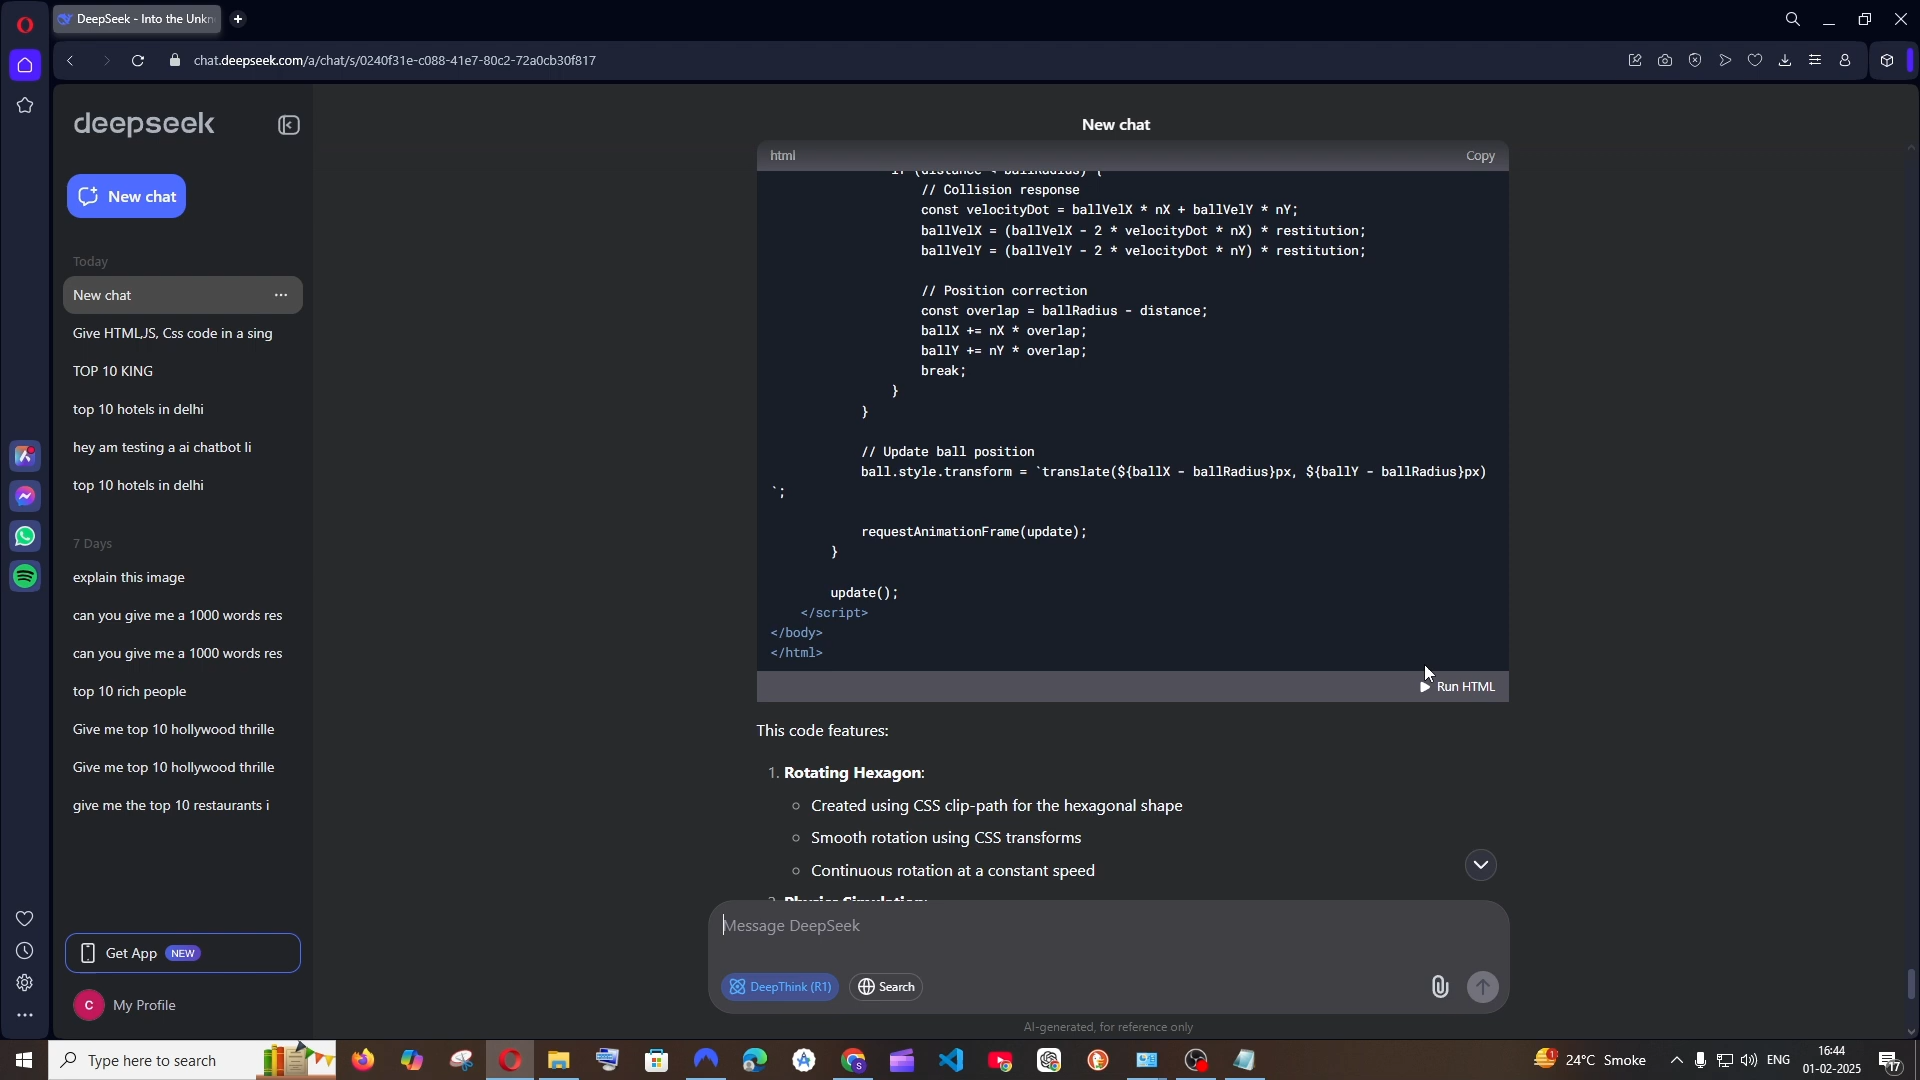 DeepSeek - Into the Unkn
chat.deepseek.com/a/chat/s/0240f31e-c088-41e7-80c2-72a0cb30f817
deepseek
New chat
Today
New chat
Give HTML,JS, Css code in a sing
TOP 10 KING
top 10 hotels in delhi
hey am testing a ai chatbot li
top 10 hotels in delhi
7 Days
explain this image
can you give me a 1000 words res
can you give me a 1000 words res
top 10 rich people
Give me top 10 hollywood thrille
Give me top 10 hollywood thrille
give me the top 10 restaurants i
Get App NEW
C My Profile
New chat
html Copy
if (distance < ballRadius) {
// Collision response
const velocityDot = ballVelX * nX + ballVelY * nY;
ballVelX = (ballVelX - 2 * velocityDot * nX) * restitution;
ballVelY = (ballVelY - 2 * velocityDot * nY) * restitution;
// Position correction
const overlap = ballRadius - distance;
ballX += nX * overlap;
ballY += nY * overlap;
break;
}
}
// Update ball position
ball.style.transform = `translate(${ballX - ballRadius}px, ${ballY - ballRadius}px)
`;
requestAnimationFrame(update);
}
update();
</script>
</body>
</html>
Run HTML
This code features:
1. Rotating Hexagon:
Created using CSS clip-path for the hexagonal shape
Smooth rotation using CSS transforms
Continuous rotation at a constant speed
2. Physics Simulation:
Message DeepSeek
DeepThink (R1) Search
AI-generated, for reference only
Type here to search
1 24°C Smoke ENG 16:44
01-02-2025 17